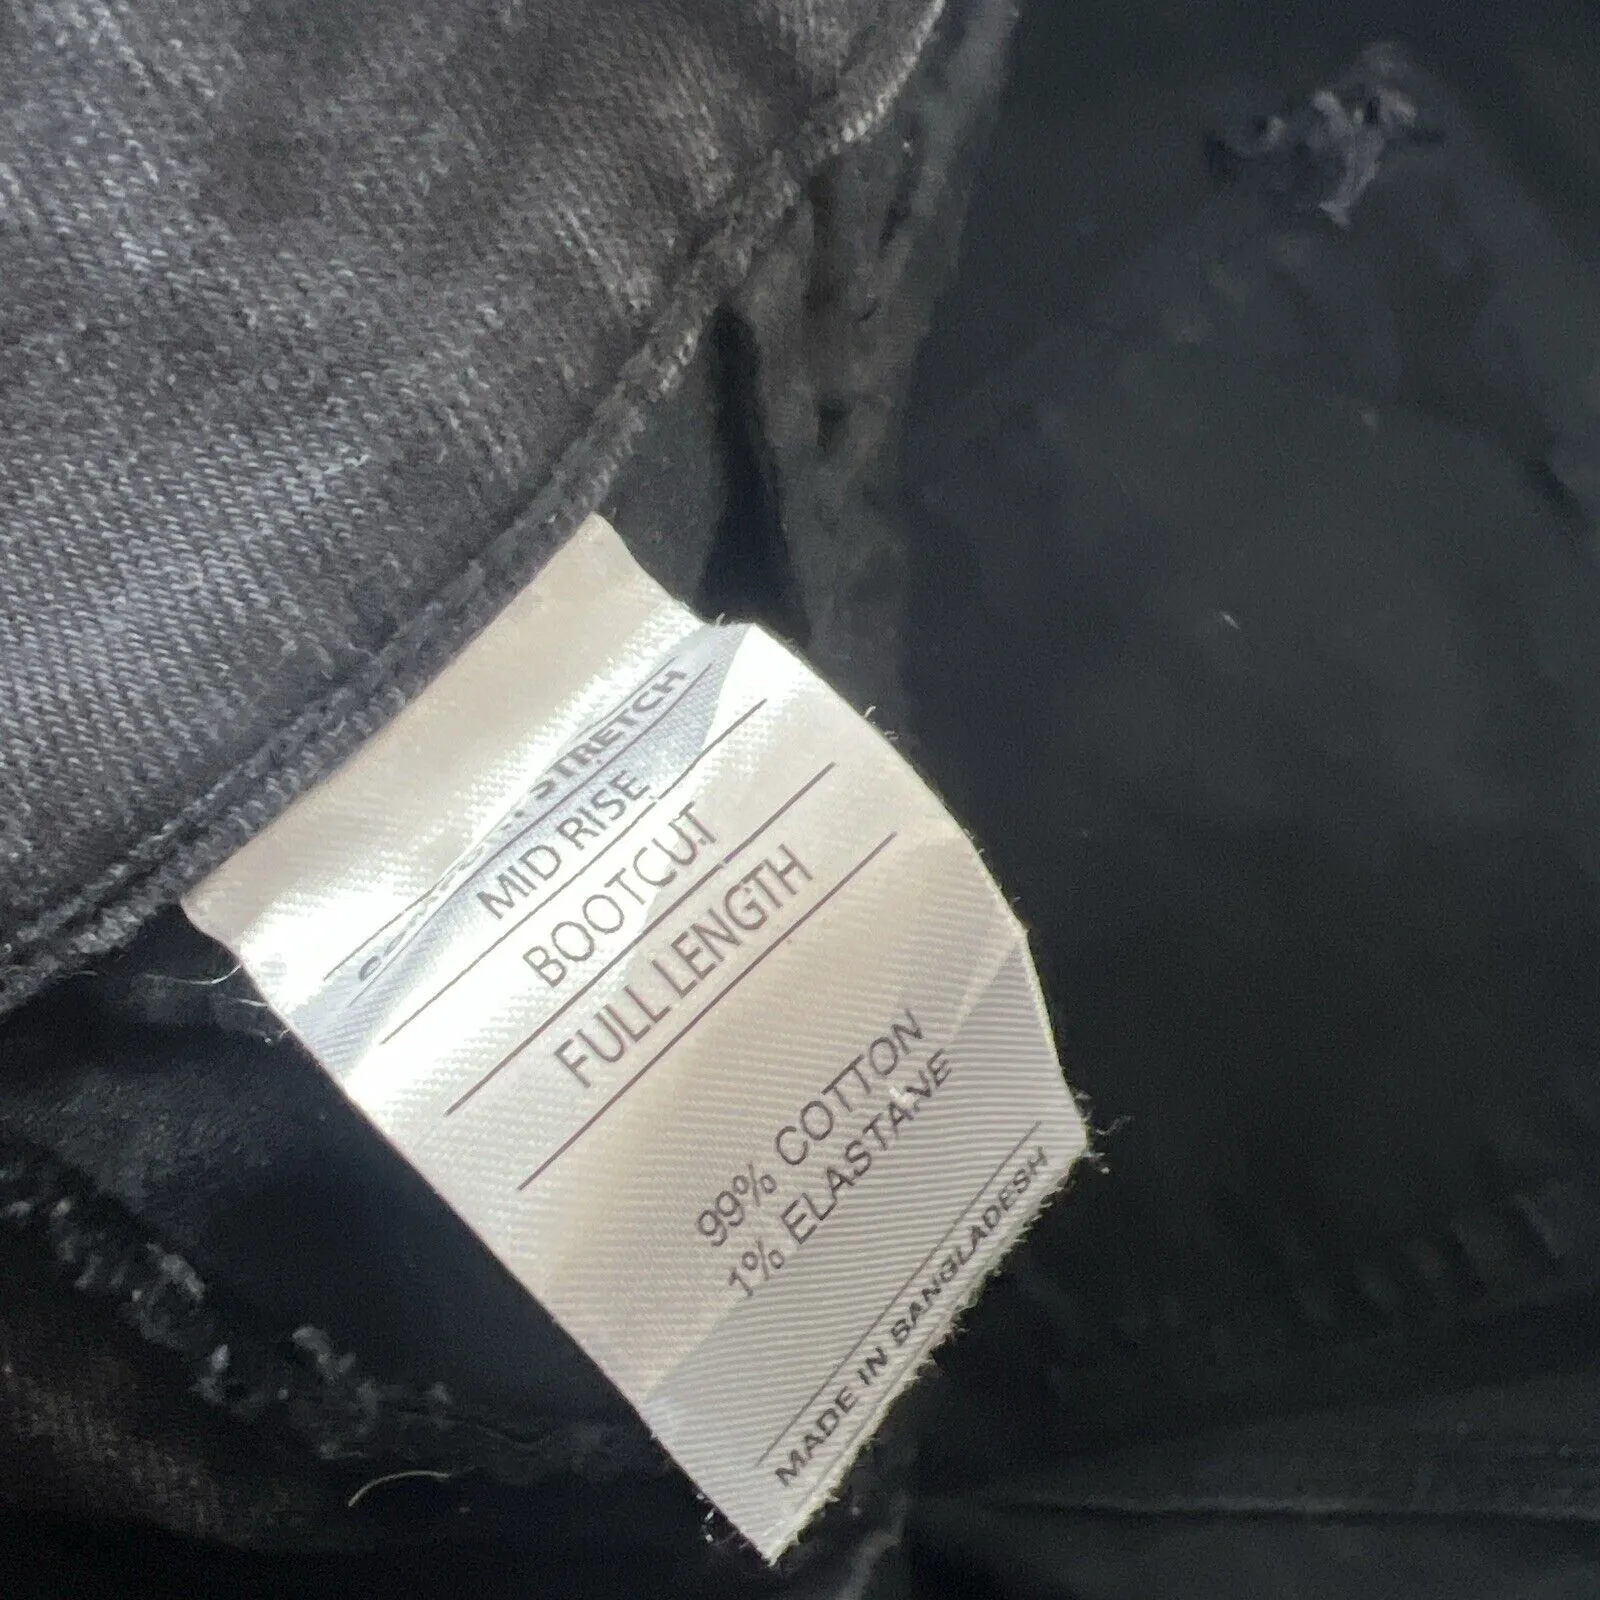 STRETCH
MID RISE
BOOTCUT
FULL LENGTH
99% COTTON
1% ELASTANE
MADE IN BANGLADESH